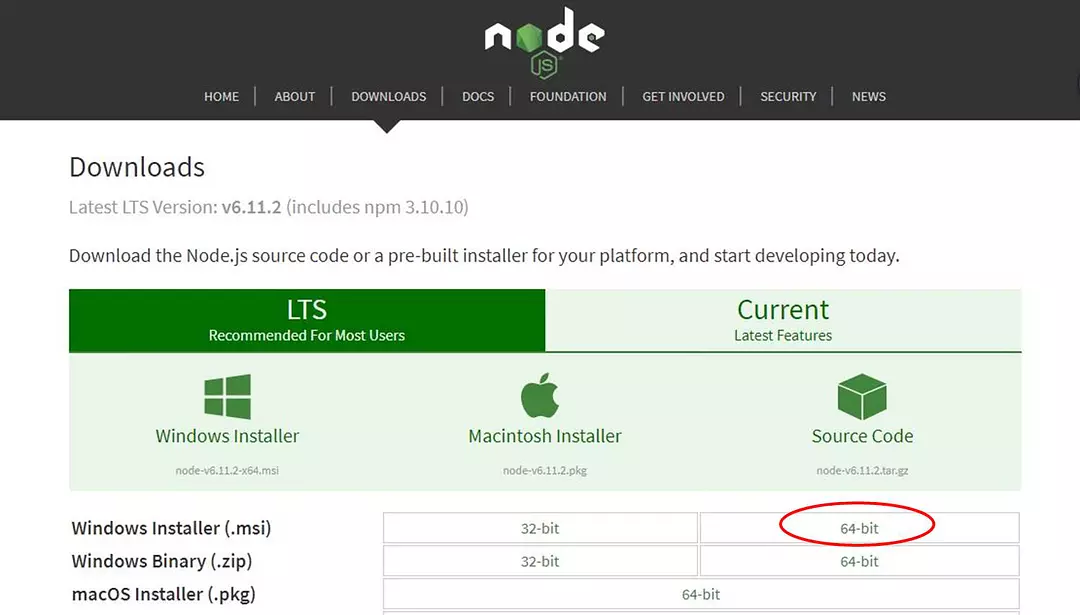 node
JS
HOME ABOUT DOWNLOADS DOCS FOUNDATION GET INVOLVED SECURITY NEWS
Downloads
Latest LTS Version: v6.11.2 (includes npm 3.10.10)
Download the Node.js source code or a pre-built installer for your platform, and start developing today.
LTS
Recommended For Most Users
Current
Latest Features
Windows Installer
node-v6.11.2-x64.msi
Macintosh Installer
node-v6.11.2.pkg
Source Code
node-v6.11.2.tar.gz
Windows Installer (.msi) 32-bit 64-bit
Windows Binary (.zip) 32-bit 64-bit
macOS Installer (.pkg) 64-bit